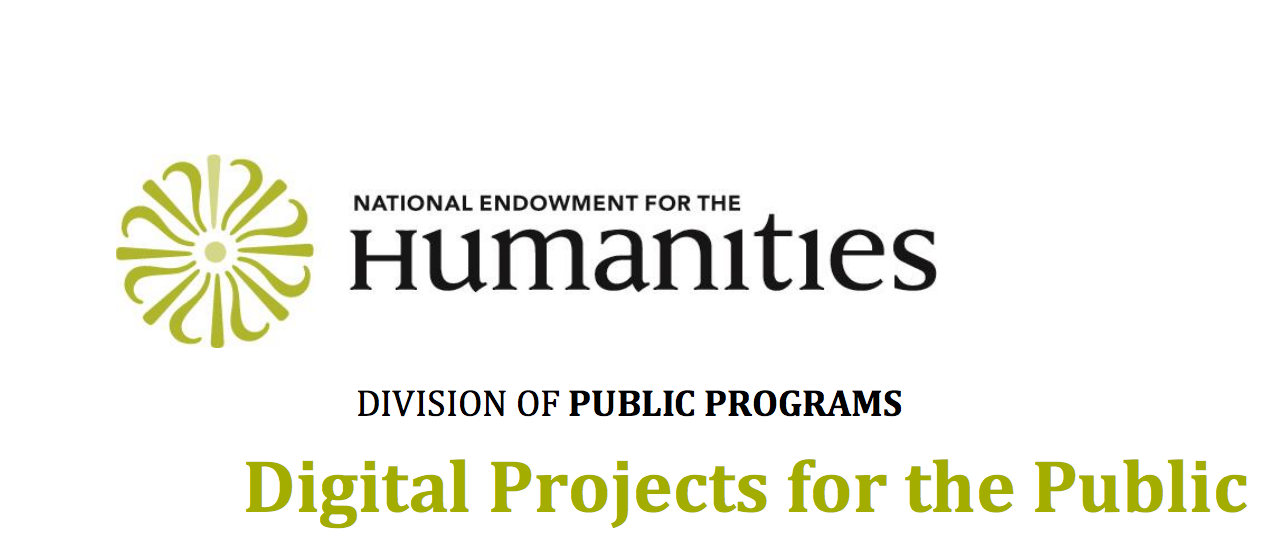 NATIONAL ENDOWMENT FOR THE
Humanities
DIVISION OF PUBLIC PROGRAMS
Digital Projects for the Public